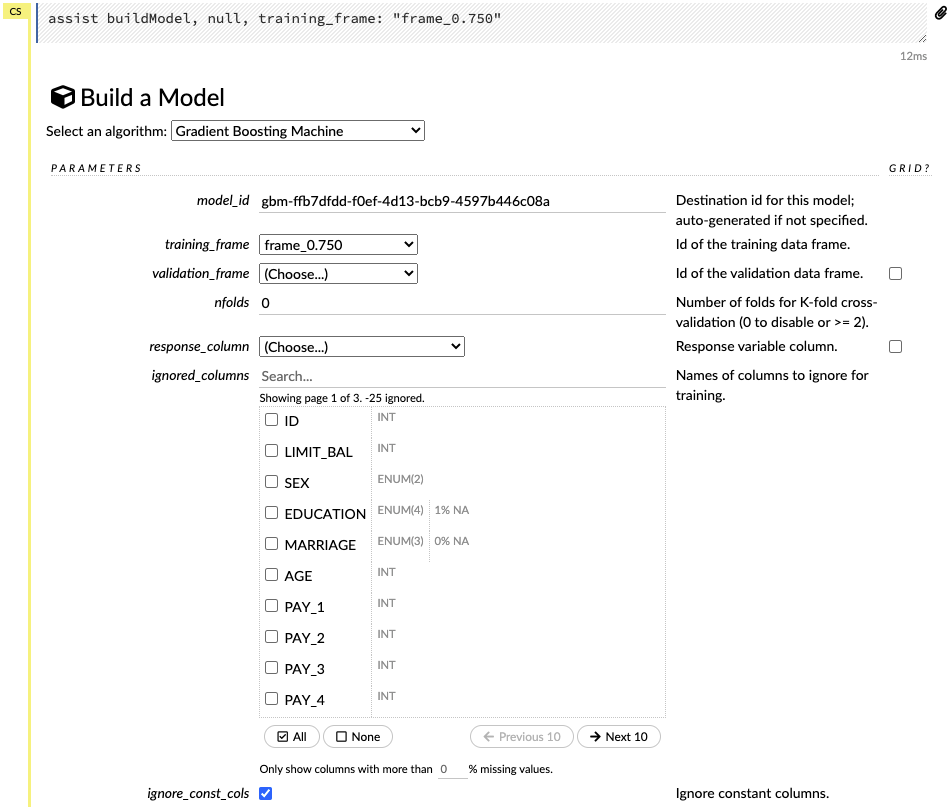 CS
assist buildModel, null, training_frame: "frame_0.750"
12ms
Build a Model
Select an algorithm: Gradient Boosting Machine
PARAMETERS GRID?
model_id gbm-ffb7dfdd-f0ef-4d13-bcb9-4597b446c08a Destination id for this model;
auto-generated if not specified.
training_frame frame_0.750 Id of the training data frame.
validation_frame (Choose...) Id of the validation data frame.
nfolds 0 Number of folds for K-fold cross-
validation (0 to disable or >= 2).
response_column (Choose...) Response variable column.
ignored_columns Search... Names of columns to ignore for
training.
Showing page 1 of 3. -25 ignored.
ID INT
LIMIT_BAL INT
SEX ENUM(2)
EDUCATION ENUM(4) 1% NA
MARRIAGE ENUM(3) 0% NA
AGE INT
PAY_1 INT
PAY_2 INT
PAY_3 INT
PAY_4 INT
All None Previous 10 Next 10
Only show columns with more than 0 % missing values.
ignore_const_cols Ignore constant columns.